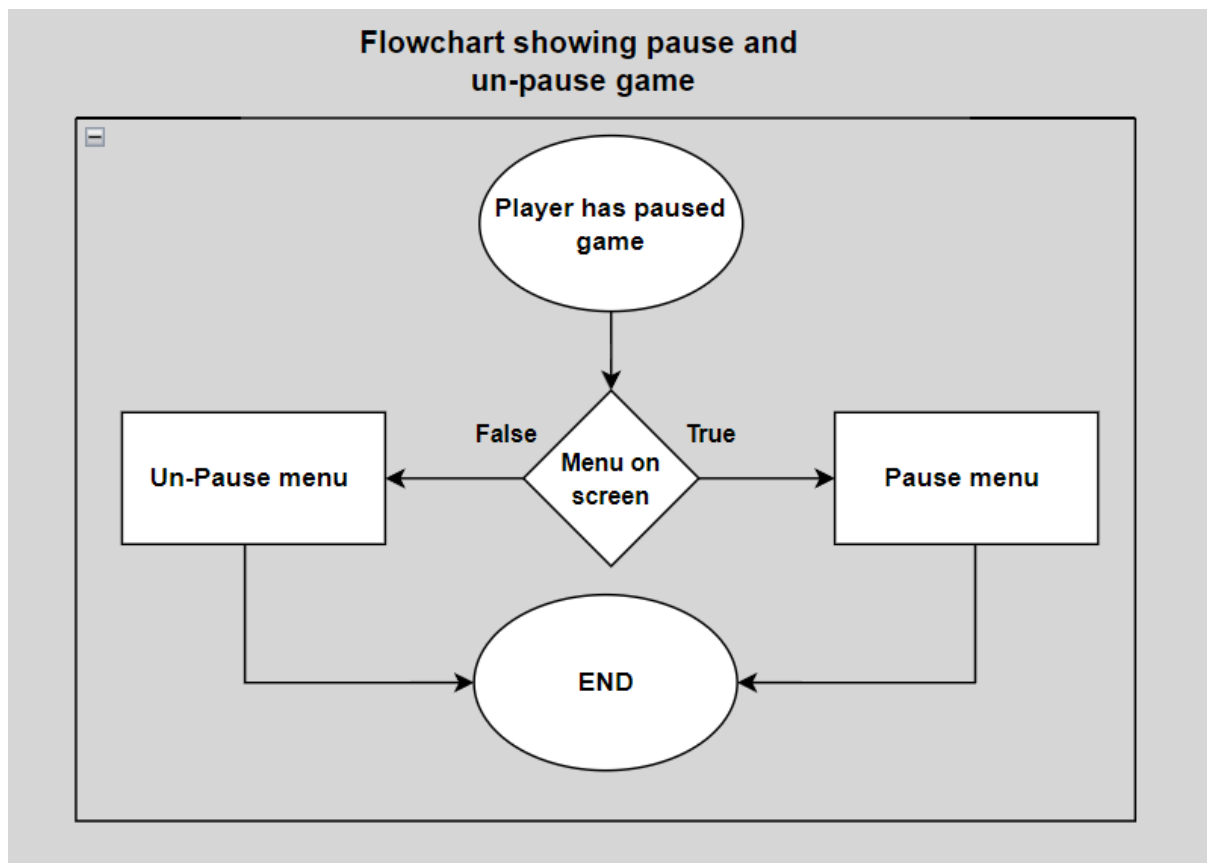 Flowchart showing pause and
un-pause game
Player has paused
game
False
True
Menu on
screen
Un-Pause menu
Pause menu
END